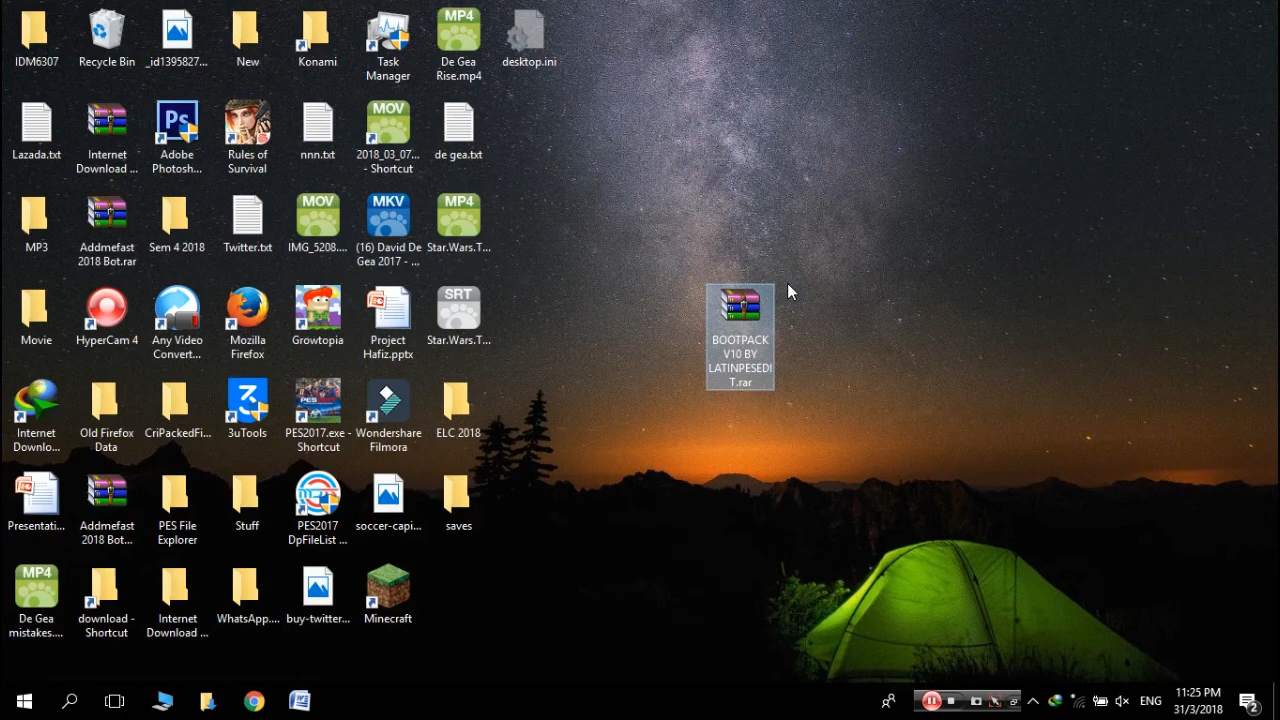 IDM6307
Recycle Bin
_id1395827...
New
Konami
Task
Manager
MP4
De Gea
Rise.mp4
desktop.ini
Lazada.txt
Internet
Download ...
Ps
Adobe
Photosh...
Rules of
Survival
nnn.txt
MOV
2018_03_07...
- Shortcut
de gea.txt
MP3
Addmefast
2018 Bot.rar
Sem 4 2018
Twitter.txt
MOV
IMG_5208....
MKV
(16) David De
Gea 2017 - ...
MP4
Star.Wars.T...
Movie
HyperCam 4
Any Video
Convert...
Mozilla
Firefox
Growtopia
Project
Hafiz.pptx
SRT
Star.Wars.T...
BOOTPACK
V10 BY
LATINPESEDI
T.rar
Internet
Downlo...
Old Firefox
Data
CriPackedFi...
3uTools
PES2017.exe -
Shortcut
Wondershare
Filmora
ELC 2018
Presentati...
Addmefast
2018 Bot...
PES File
Explorer
Stuff
PES2017
DpFileList ...
soccer-capi...
saves
MP4
De Gea
mistakes....
download -
Shortcut
Internet
Download ...
WhatsApp....
buy-twitter...
Minecraft
ENG
11:25 PM
31/3/2018
2